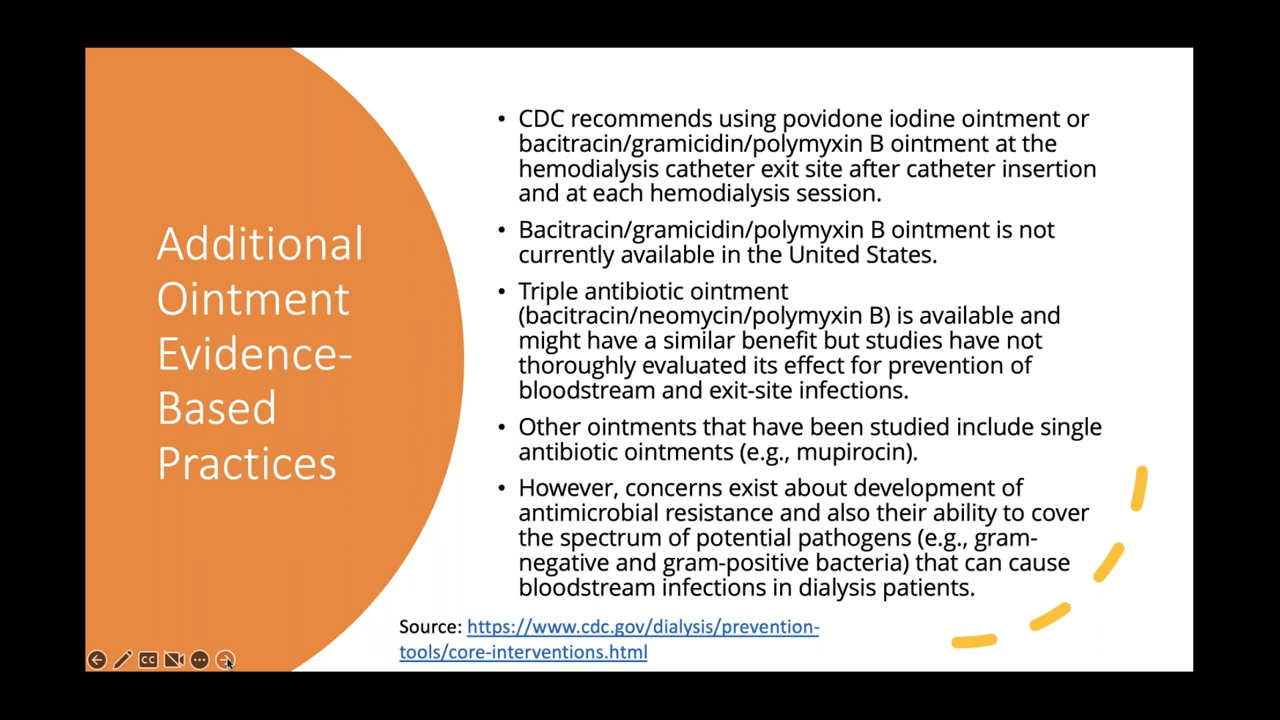 Additional
Ointment
Evidence-
Based
Practices
• CDC recommends using povidone iodine ointment or
bacitracin/gramicidin/polymyxin B ointment at the
hemodialysis catheter exit site after catheter insertion
and at each hemodialysis session.
• Bacitracin/gramicidin/polymyxin B ointment is not
currently available in the United States.
• Triple antibiotic ointment
(bacitracin/neomycin/polymyxin B) is available and
might have a similar benefit but studies have not
thoroughly evaluated its effect for prevention of
bloodstream and exit-site infections.
• Other ointments that have been studied include single
antibiotic ointments (e.g., mupirocin).
• However, concerns exist about development of
antimicrobial resistance and also their ability to cover
the spectrum of potential pathogens (e.g., gram-
negative and gram-positive bacteria) that can cause
bloodstream infections in dialysis patients.
Source: https://www.cdc.gov/dialysis/prevention-
tools/core-interventions.html
CC